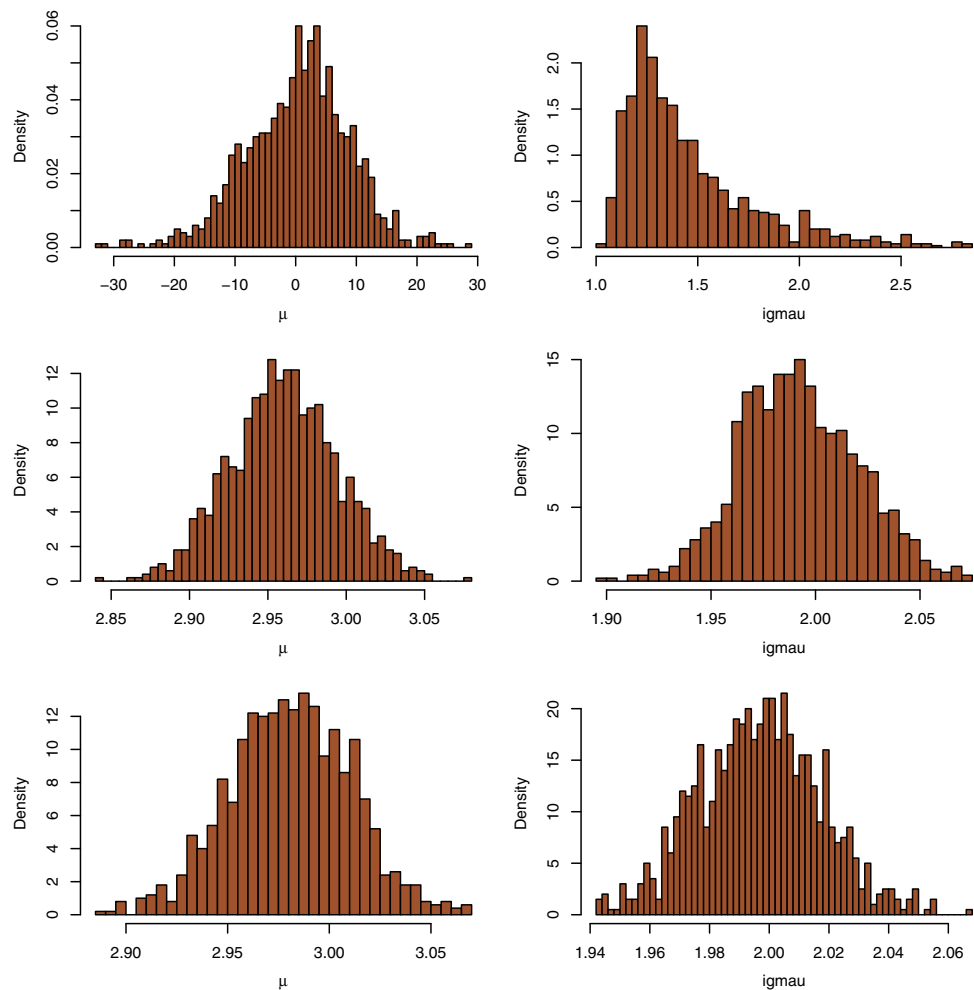 Density
0.00 0.02 0.04 0.06
−30 −20 −10 0 10 20 30
μ
Density
0.0 0.5 1.0 1.5 2.0
1.0 1.5 2.0 2.5
igmau
Density
0 2 4 6 8 10 12
2.85 2.90 2.95 3.00 3.05
μ
Density
0 5 10 15
1.90 1.95 2.00 2.05
igmau
Density
0 2 4 6 8 10 12
2.90 2.95 3.00 3.05
μ
Density
0 5 10 15 20
1.94 1.96 1.98 2.00 2.02 2.04 2.06
igmau